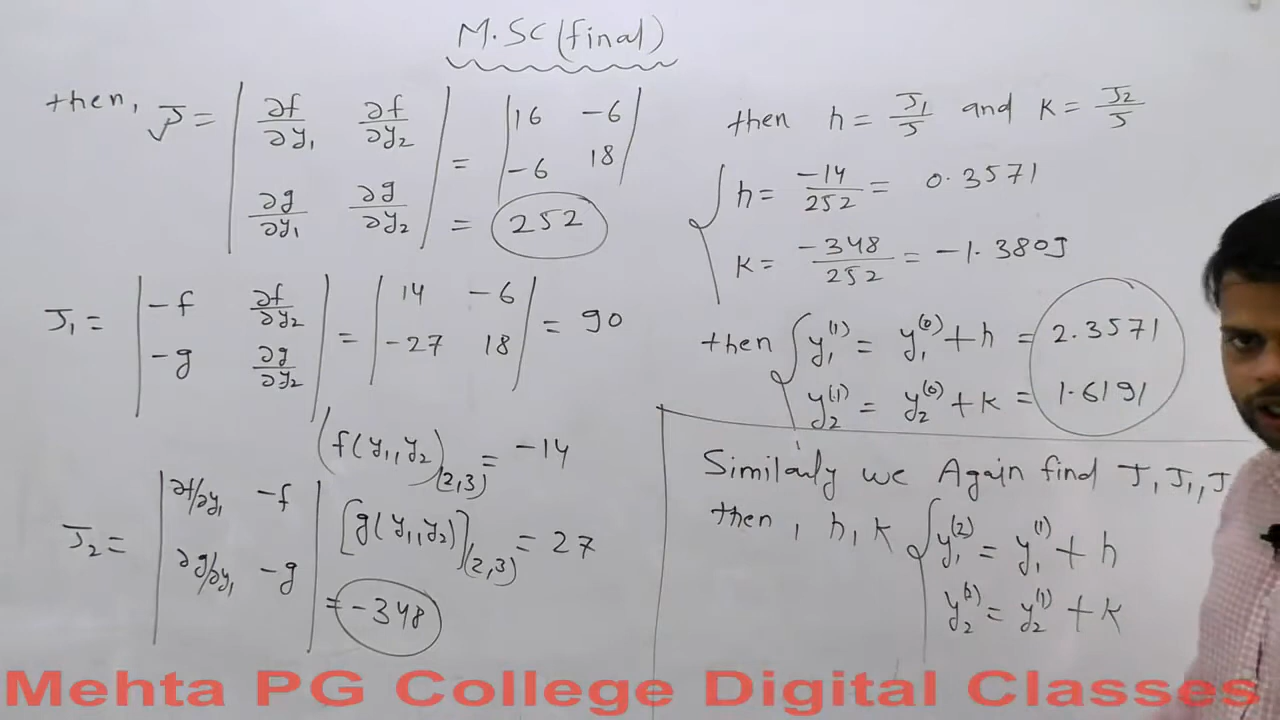 M.SC (final)
then, J = | ∂f/∂y₁ ∂f/∂y₂ | = | 16 -6 |
| ∂g/∂y₁ ∂g/∂y₂ | | -6 18 |
= 252
J₁ = | -f ∂f/∂y₂ | = | 14 -6 | = 90
| -g ∂g/∂y₂ | | -27 18 |
(f(y₁,y₂)₍₂,₃₎ = -14
J₂ = | ∂f/∂y₁ -f |
| ∂g/∂y₁ -g |
[g(y₁,y₂)]₍₂,₃₎ = 27
= -348
then h = J₁/J and K = J₂/J
h = -14/252 = 0.3571
K = -348/252 = -1.3809
then { y₁⁽¹⁾ = y₁⁽⁰⁾ + h = 2.3571
y₂⁽¹⁾ = y₂⁽⁰⁾ + K = 1.6191
Similarly we Again find J, J₁, J
then, h, K { y₁⁽²⁾ = y₁⁽¹⁾ + h
y₂⁽²⁾ = y₂⁽¹⁾ + K
Mehta PG College Digital Classes